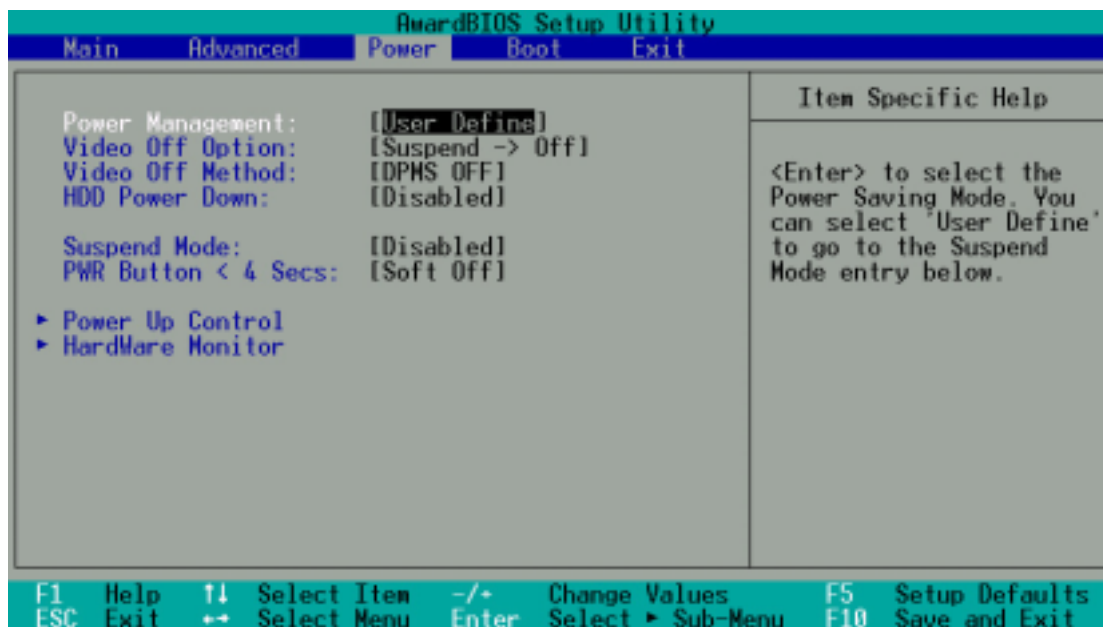 AwardBIOS Setup Utility
Main Advanced Power Boot Exit
Power Management: [User Define]
Video Off Option: [Suspend -> Off]
Video Off Method: [DPMS OFF]
HDD Power Down: [Disabled]
Suspend Mode: [Disabled]
PWR Button < 4 Secs: [Soft Off]
► Power Up Control
► HardWare Monitor
Item Specific Help
<Enter> to select the
Power Saving Mode. You
can select 'User Define'
to go to the Suspend
Mode entry below.
F1 Help ↑↓ Select Item -/+ Change Values F5 Setup Defaults
ESC Exit ←→ Select Menu Enter Select ► Sub-Menu F10 Save and Exit